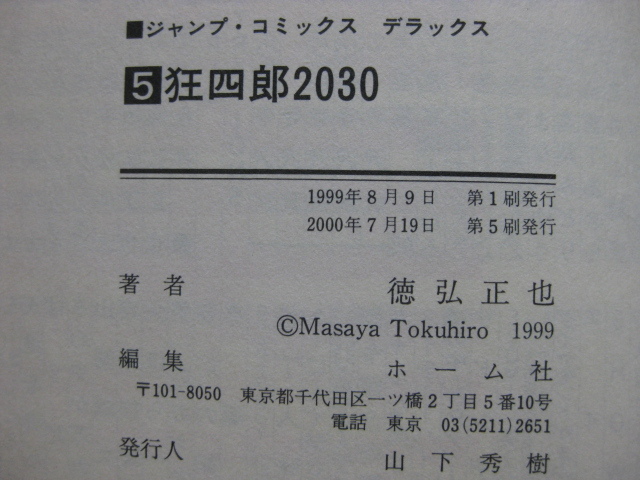 ■ジャンプ・コミックス デラックス
5 狂四郎2030
1999年8月9日 第1刷発行
2000年7月19日 第5刷発行
著者 徳弘正也
©Masaya Tokuhiro 1999
編集 ホーム社
〒101-8050 東京都千代田区一ツ橋2丁目5番10号
電話 東京 03(5211)2651
発行人 山下秀樹